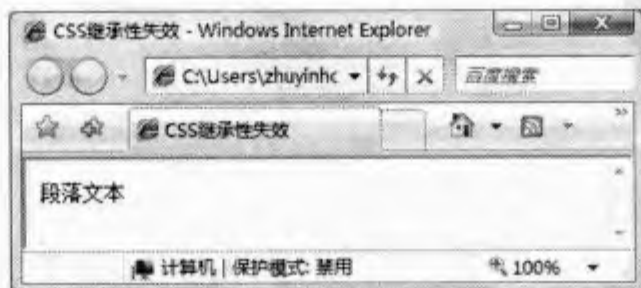 CSS继承性失效 - Windows Internet Explorer
C:\Users\zhuyinhc
百度搜索
CSS继承性失效
段落文本
计算机 | 保护模式: 禁用
100%